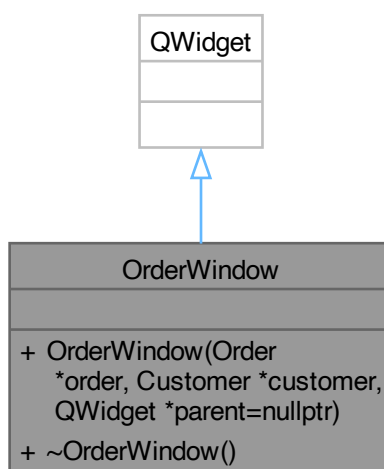 QWidget
OrderWindow
+ OrderWindow(Order
*order, Customer *customer,
QWidget *parent=nullptr)
+ ~OrderWindow()